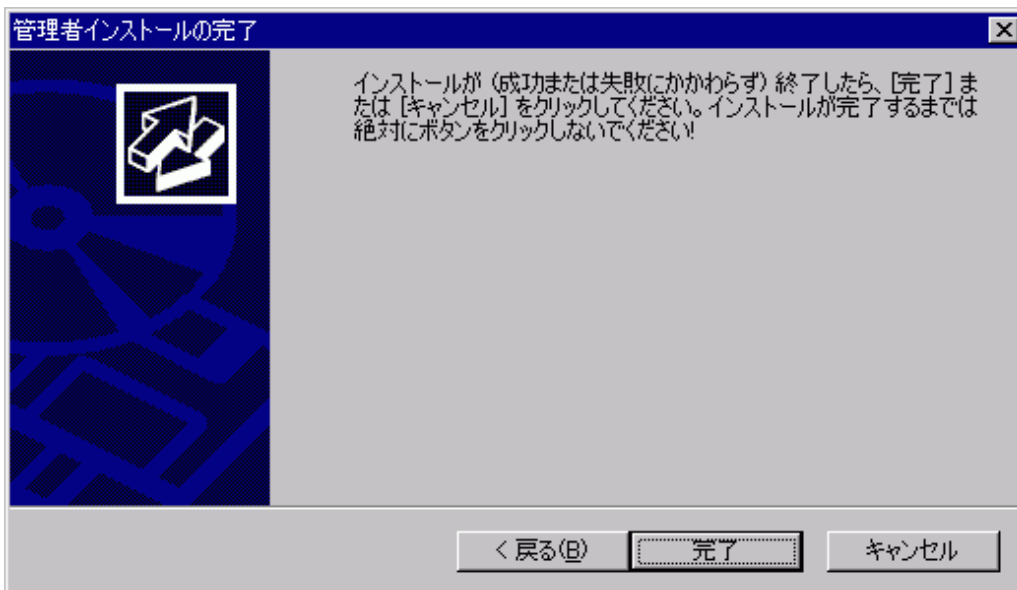 管理者インストールの完了
インストールが (成功または失敗にかかわらず) 終了したら、[完了] ま
たは [キャンセル] をクリックしてください。インストールが完了するまでは
絶対にボタンをクリックしないでください!
< 戻る(B)
完了
キャンセル